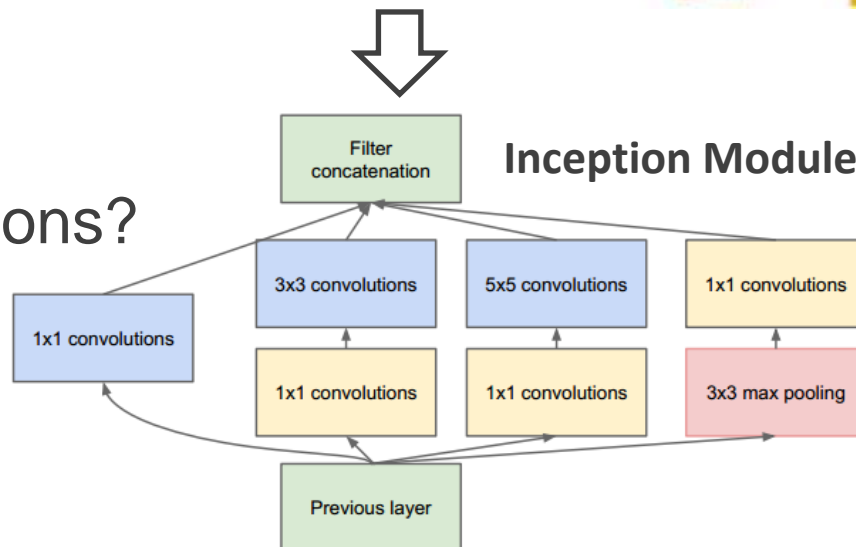 Filter
concatenation
Inception Module
ons?
3x3 convolutions
5x5 convolutions
1x1 convolutions
1x1 convolutions
1x1 convolutions
1x1 convolutions
3x3 max pooling
Previous layer